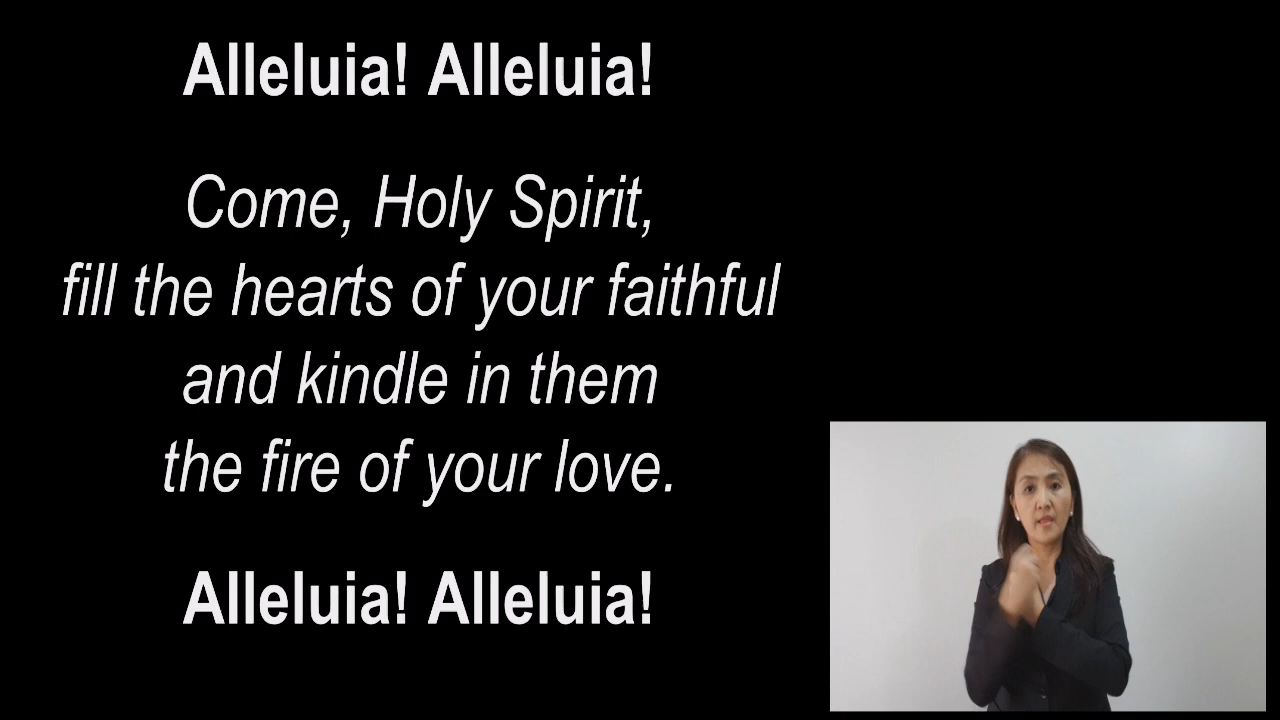 Alleluia! Alleluia!
Come, Holy Spirit,
fill the hearts of your faithful
and kindle in them
the fire of your love.
Alleluia! Alleluia!